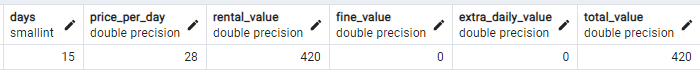 days price_per_day rental_value fine_value extra_daily_value total_value
smallint double precision double precision double precision double precision double precision
15 28 420 0 0 420